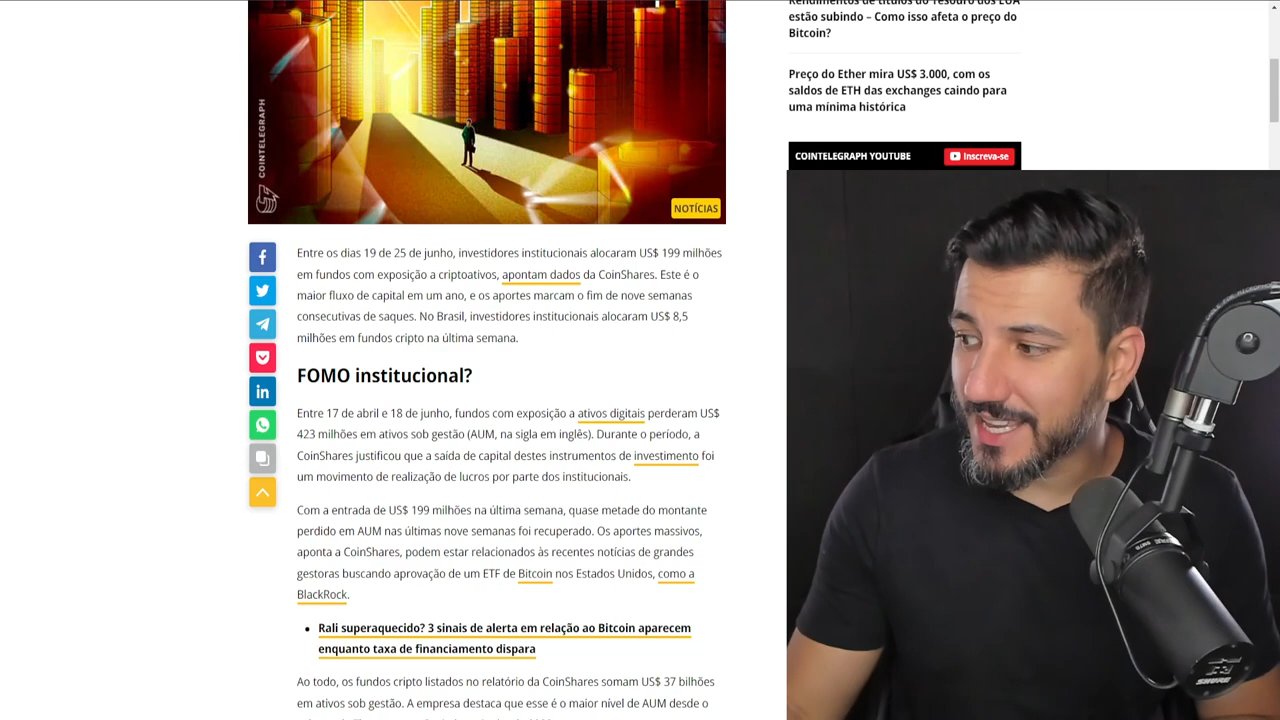 COINTELEGRAPH
NOTÍCIAS
Entre os dias 19 de 25 de junho, investidores institucionais alocaram US$ 199 milhões
em fundos com exposição a criptoativos, apontam dados da CoinShares. Este é o
maior fluxo de capital em um ano, e os aportes marcam o fim de nove semanas
consecutivas de saques. No Brasil, investidores institucionais alocaram US$ 8,5
milhões em fundos cripto na última semana.
FOMO institucional?
Entre 17 de abril e 18 de junho, fundos com exposição a ativos digitais perderam US$
423 milhões em ativos sob gestão (AUM, na sigla em inglês). Durante o período, a
CoinShares justificou que a saída de capital destes instrumentos de investimento foi
um movimento de realização de lucros por parte dos institucionais.
Com a entrada de US$ 199 milhões na última semana, quase metade do montante
perdido em AUM nas últimas nove semanas foi recuperado. Os aportes massivos,
aponta a CoinShares, podem estar relacionados às recentes notícias de grandes
gestoras buscando aprovação de um ETF de Bitcoin nos Estados Unidos, como a
BlackRock.
• Rali superaquecido? 3 sinais de alerta em relação ao Bitcoin aparecem
enquanto taxa de financiamento dispara
Ao todo, os fundos cripto listados no relatório da CoinShares somam US$ 37 bilhões
em ativos sob gestão. A empresa destaca que esse é o maior nível de AUM desde o
Rendimentos de títulos do Tesouro dos EUA
estão subindo – Como isso afeta o preço do
Bitcoin?
Preço do Ether mira US$ 3.000, com os
saldos de ETH das exchanges caindo para
uma mínima histórica
COINTELEGRAPH YOUTUBE
Inscreva-se
SHURE